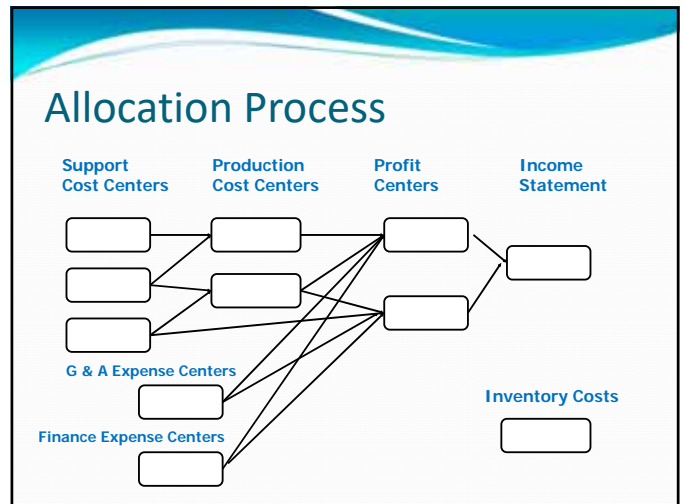 Allocation Process
Support
Cost Centers
Production
Cost Centers
Profit
Centers
Income
Statement
G & A Expense Centers
Inventory Costs
Finance Expense Centers